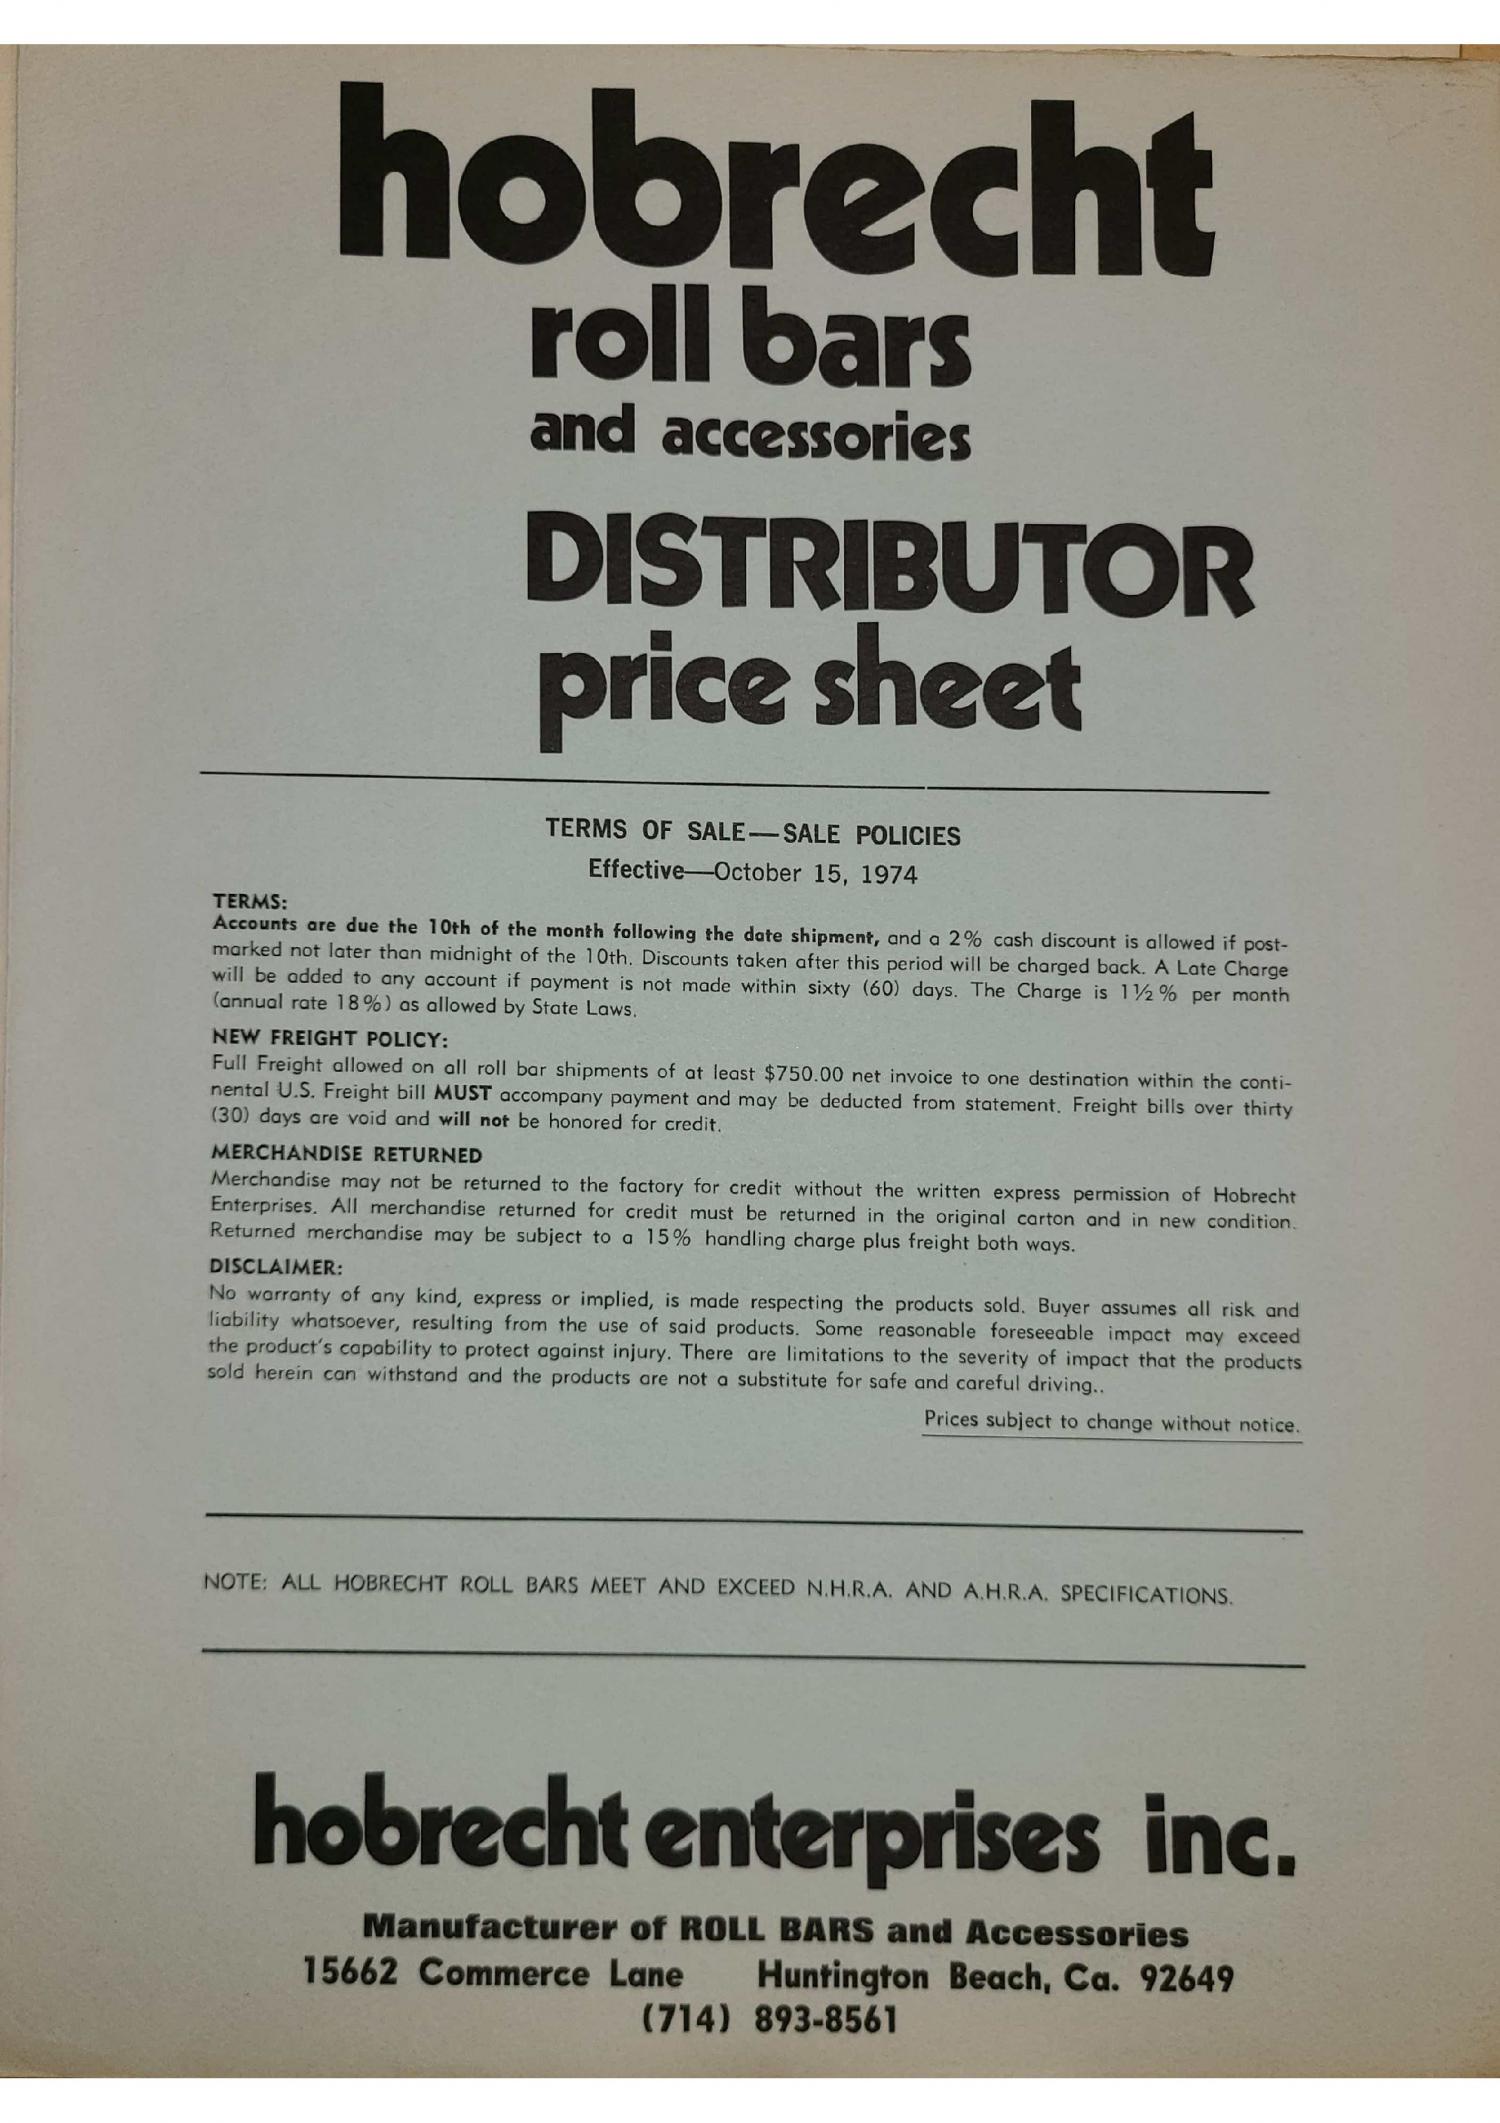 hobrecht
roll bars
and accessories
DISTRIBUTOR
price sheet
TERMS OF SALE—SALE POLICIES
Effective—October 15, 1974
TERMS:
Accounts are due the 10th of the month following the date shipment, and a 2% cash discount is allowed if post-
marked not later than midnight of the 10th. Discounts taken after this period will be charged back. A Late Charge
will be added to any account if payment is not made within sixty (60) days. The Charge is 1½% per month
(annual rate 18%) as allowed by State Laws.
NEW FREIGHT POLICY:
Full Freight allowed on all roll bar shipments of at least $750.00 net invoice to one destination within the conti-
nental U.S. Freight bill MUST accompany payment and may be deducted from statement. Freight bills over thirty
(30) days are void and will not be honored for credit.
MERCHANDISE RETURNED
Merchandise may not be returned to the factory for credit without the written express permission of Hobrecht
Enterprises. All merchandise returned for credit must be returned in the original carton and in new condition.
Returned merchandise may be subject to a 15% handling charge plus freight both ways.
DISCLAIMER:
No warranty of any kind, express or implied, is made respecting the products sold. Buyer assumes all risk and
liability whatsoever, resulting from the use of said products. Some reasonable foreseeable impact may exceed
the product's capability to protect against injury. There are limitations to the severity of impact that the products
sold herein can withstand and the products are not a substitute for safe and careful driving..
Prices subject to change without notice.
NOTE: ALL HOBRECHT ROLL BARS MEET AND EXCEED N.H.R.A. AND A.H.R.A. SPECIFICATIONS.
hobrecht enterprises inc.
Manufacturer of ROLL BARS and Accessories
15662 Commerce Lane Huntington Beach, Ca. 92649
(714) 893-8561